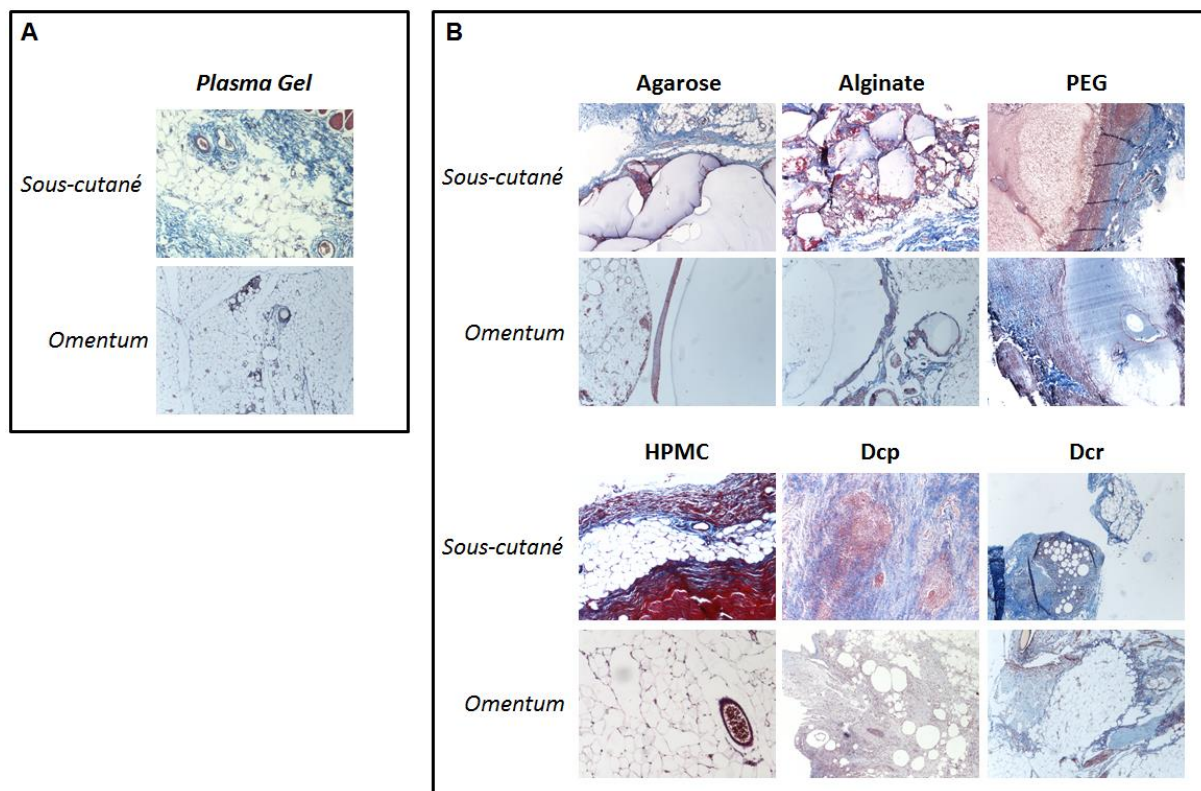 A
Plasma Gel
Sous-cutané
Omentum
B
Agarose Alginate PEG
Sous-cutané
Omentum
HPMC Dcp Dcr
Sous-cutané
Omentum